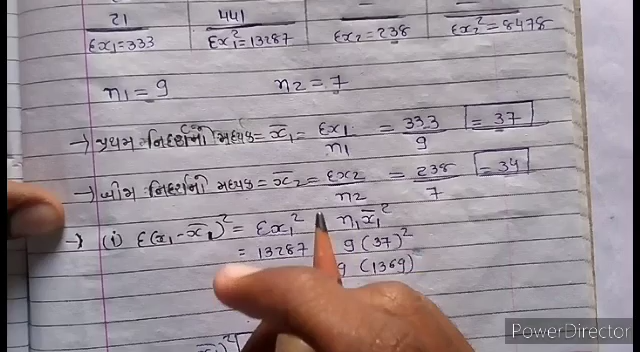 21 441
Σx₁=333 Σx₁²=13287 Σx₂=238 Σx₂²=8478
n₁ = 9 n₂ = 7
→ પ્રથમ નિદર્શનો મધ્યક = x̄₁ = Σx₁/n₁ = 333/9 = 37
→ બીજા નિદર્શનો મધ્યક = x̄₂ = Σx₂/n₂ = 238/7 = 34
→ (i) Σ(x₁-x̄₁)² = Σx₁² n₁x̄₁²
= 13287 9(37)²
9 (1369)
PowerDirector